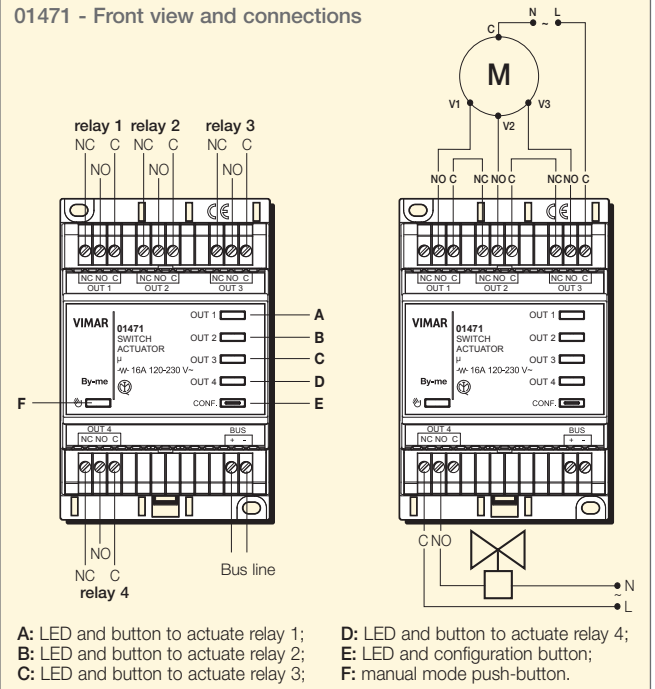 01471 - Front view and connections
relay 1 relay 2 relay 3
NC C NC C NC C
NO NO NO
NC NO C NC NO C NC NO C
OUT 1 OUT 2 OUT 3
VIMAR
01471
SWITCH
ACTUATOR
µ
16A 120-230 V~
By-me
OUT 1
OUT 2
OUT 3
OUT 4
CONF.
A
B
C
D
E
F
OUT 4
NC NO C
BUS
+ -
NO
NC C
relay 4
Bus line
N ~ L
C
M
V1 V3
V2
NO C NC NO C NC NO C
CE
NC NO C NC NO C NC NO C
OUT 1 OUT 2 OUT 3
VIMAR
01471
SWITCH
ACTUATOR
µ
16A 120-230 V~
By-me
OUT 1
OUT 2
OUT 3
OUT 4
CONF.
OUT 4
NC NO C
BUS
+ -
C NO
N
~
L
A: LED and button to actuate relay 1;
B: LED and button to actuate relay 2;
C: LED and button to actuate relay 3;
D: LED and button to actuate relay 4;
E: LED and configuration button;
F: manual mode push-button.